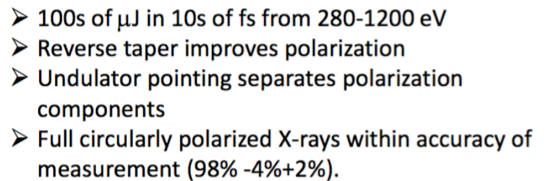 ➤ 100s of µJ in 10s of fs from 280-1200 eV
➤ Reverse taper improves polarization
➤ Undulator pointing separates polarization
components
➤ Full circularly polarized X-rays within accuracy of
measurement (98% -4%+2%).